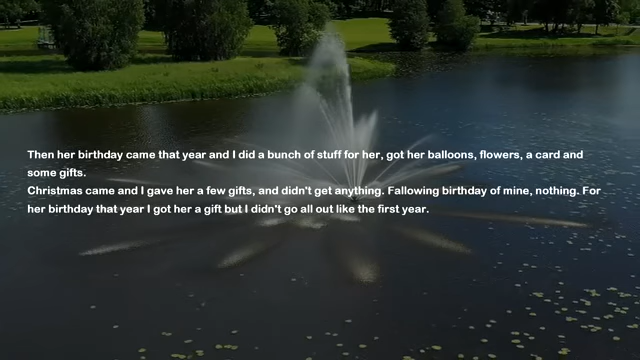 Then her birthday came that year and I did a bunch of stuff for her, got her balloons, flowers, a card and
some gifts.
Christmas came and I gave her a few gifts, and didn't get anything. Fallowing birthday of mine, nothing. For
her birthday that year I got her a gift but I didn't go all out like the first year.